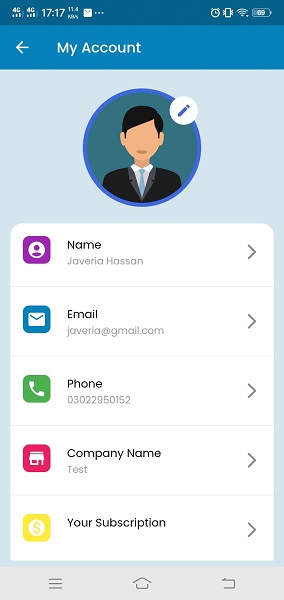 4G 4G 17:17 11.4 KB/s ... 69
My Account
Name
Javeria Hassan
Email
javeria@gmail.com
Phone
03022950152
Company Name
Test
Your Subscription